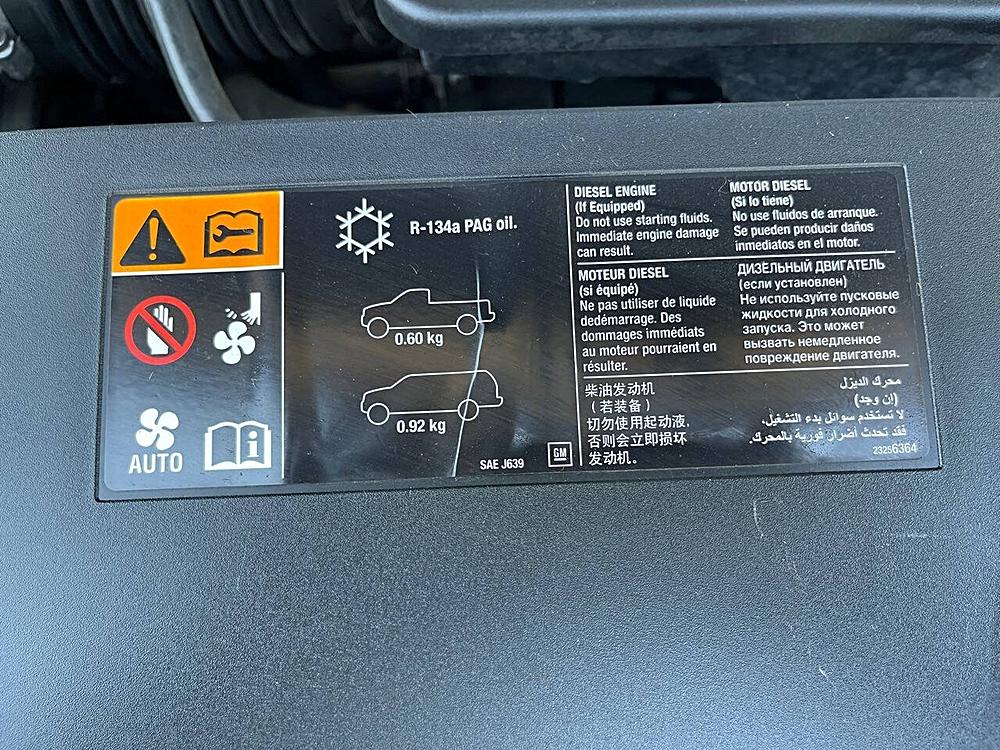 AUTO
R-134a PAG oil.
0.60 kg
0.92 kg
SAE J639
GM
DIESEL ENGINE
(If Equipped)
Do not use starting fluids.
Immediate engine damage
can result.
MOTOR DIESEL
(Si lo tiene)
No use fluidos de arranque.
Se pueden producir daños
inmediatos en el motor.
MOTEUR DIESEL
(si équipé)
Ne pas utiliser de liquide
dedémarrage. Des
dommages immédiats
au moteur pourraient en
résulter.
ДИЗЕЛЬНЫЙ ДВИГАТЕЛЬ
(если установлен)
Не используйте пусковые
жидкости для холодного
запуска. Это может
вызвать немедленное
повреждение двигателя.
柴油发动机
（若装备）
切勿使用起动液,
否则会立即损坏
发动机。
محرك الديزل
(إن وجد)
لا تستخدم سوائل بدء التشغيل،
فقد تحدث أضرار فورية بالمحرك.
23256364